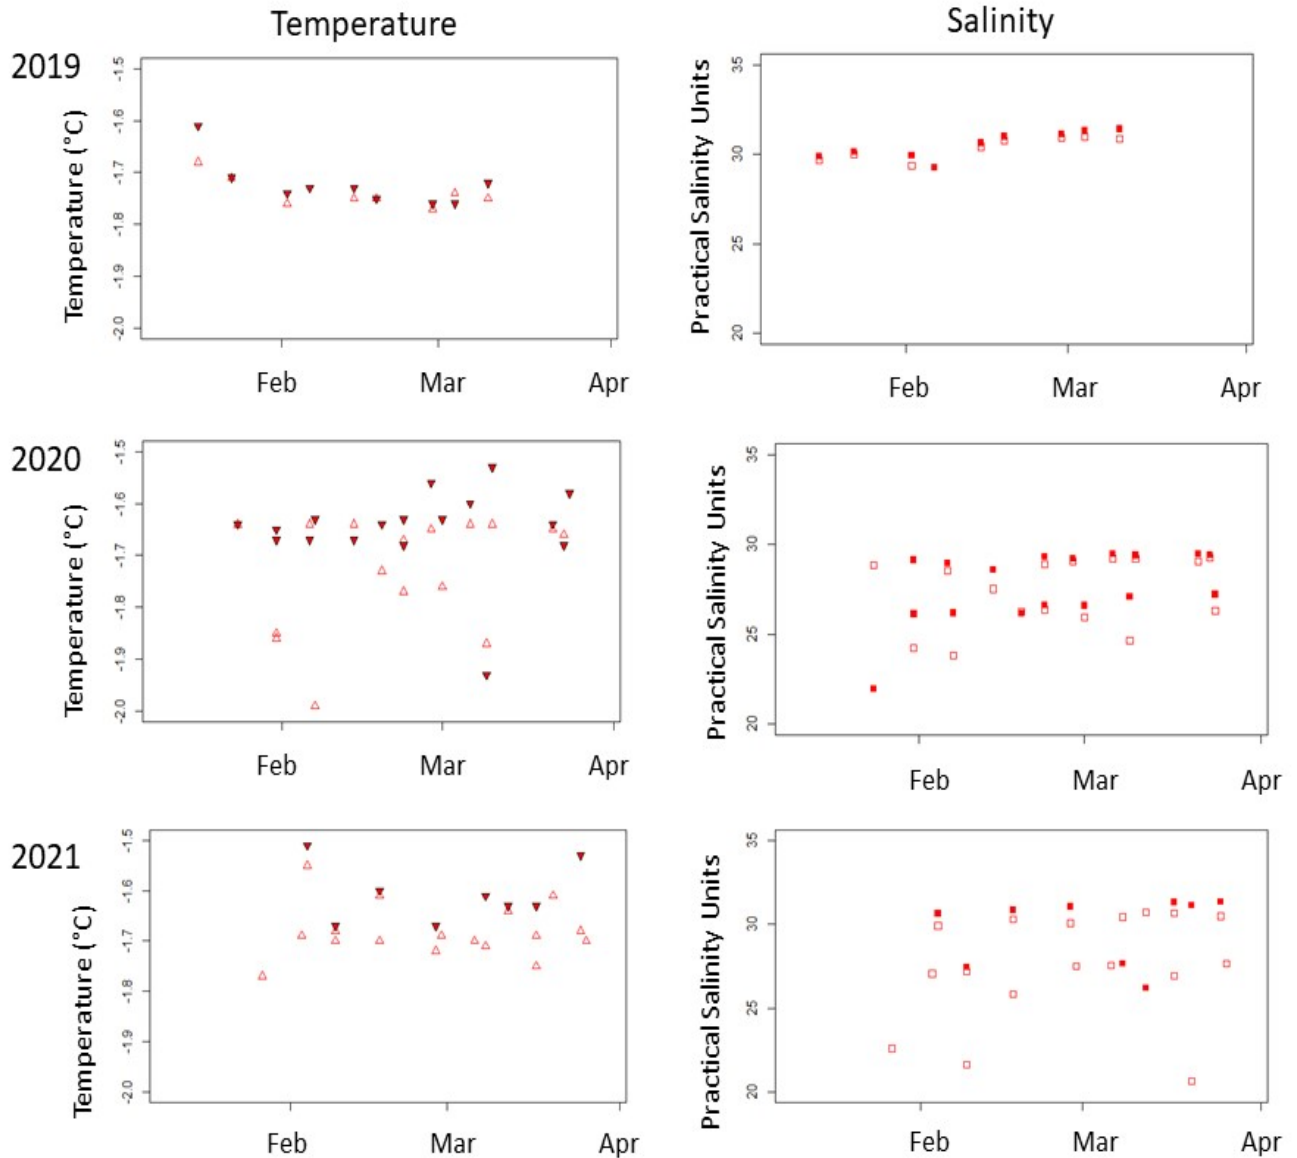 Temperature
Salinity
2019
Temperature (°C)
-1.5
-1.6
-1.7
-1.8
-1.9
-2.0
Feb
Mar
Apr
Practical Salinity Units
35
30
25
20
Feb
Mar
Apr
2020
Temperature (°C)
-1.5
-1.6
-1.7
-1.8
-1.9
-2.0
Feb
Mar
Apr
Practical Salinity Units
35
30
25
20
Feb
Mar
Apr
2021
Temperature (°C)
-1.5
-1.6
-1.7
-1.8
-1.9
-2.0
Feb
Mar
Apr
Practical Salinity Units
35
30
25
20
Feb
Mar
Apr